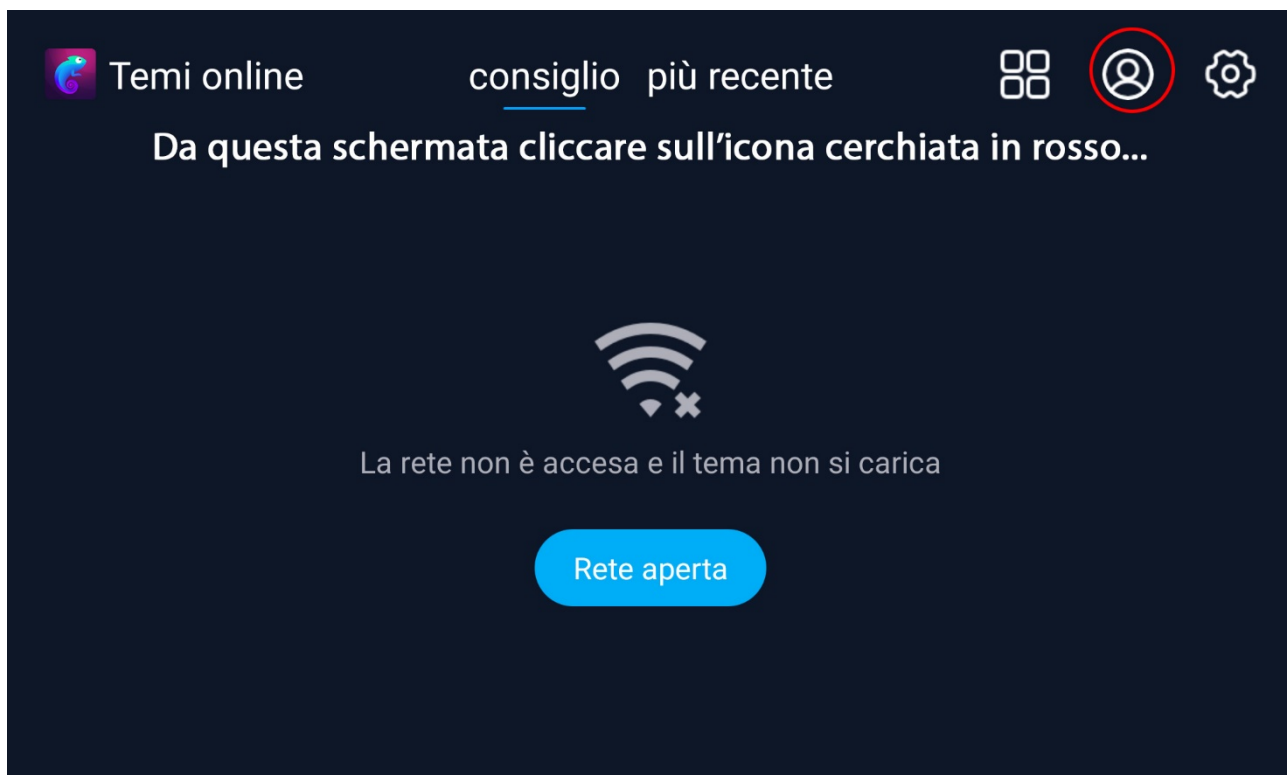 Temi online consiglio più recente
Da questa schermata cliccare sull'icona cerchiata in rosso...
La rete non è accesa e il tema non si carica
Rete aperta